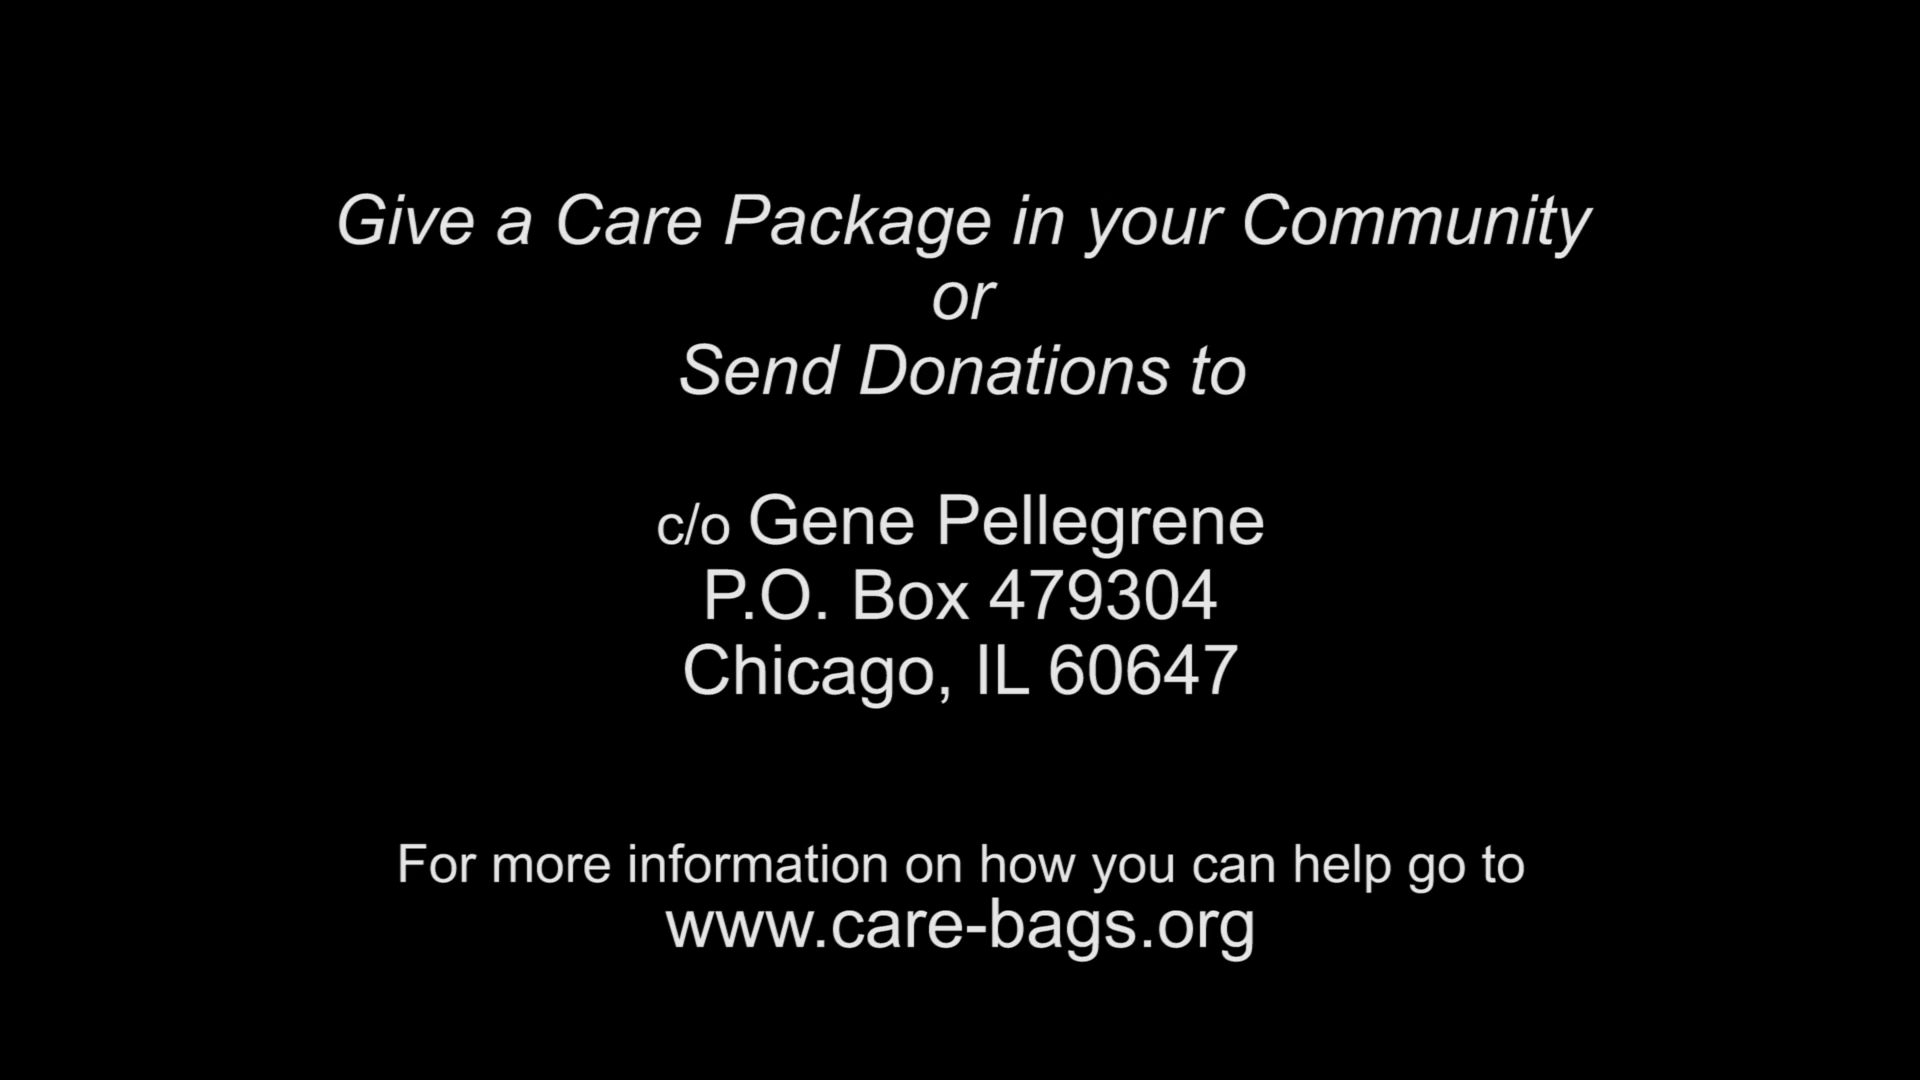 Give a Care Package in your Community
or
Send Donations to
c/o Gene Pellegrene
P.O. Box 479304
Chicago, IL 60647
For more information on how you can help go to
www.care-bags.org